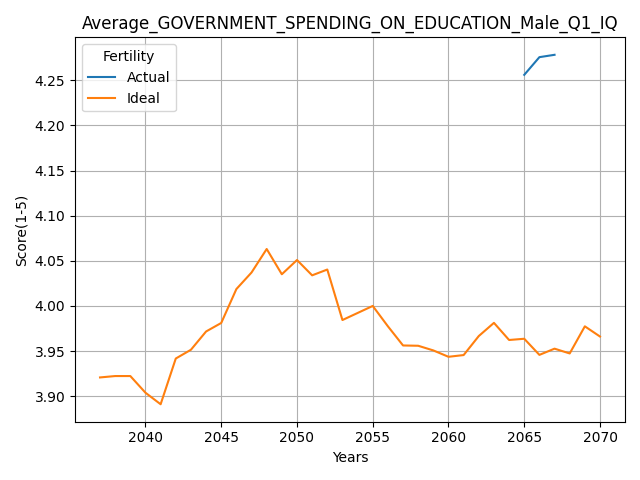 Average_GOVERNMENT_SPENDING_ON_EDUCATION_Male_Q1_IQ
Fertility
Actual
Ideal
4.25
4.20
4.15
4.10
4.05
4.00
3.95
3.90
Score(1-5)
2040 2045 2050 2055 2060 2065 2070
Years